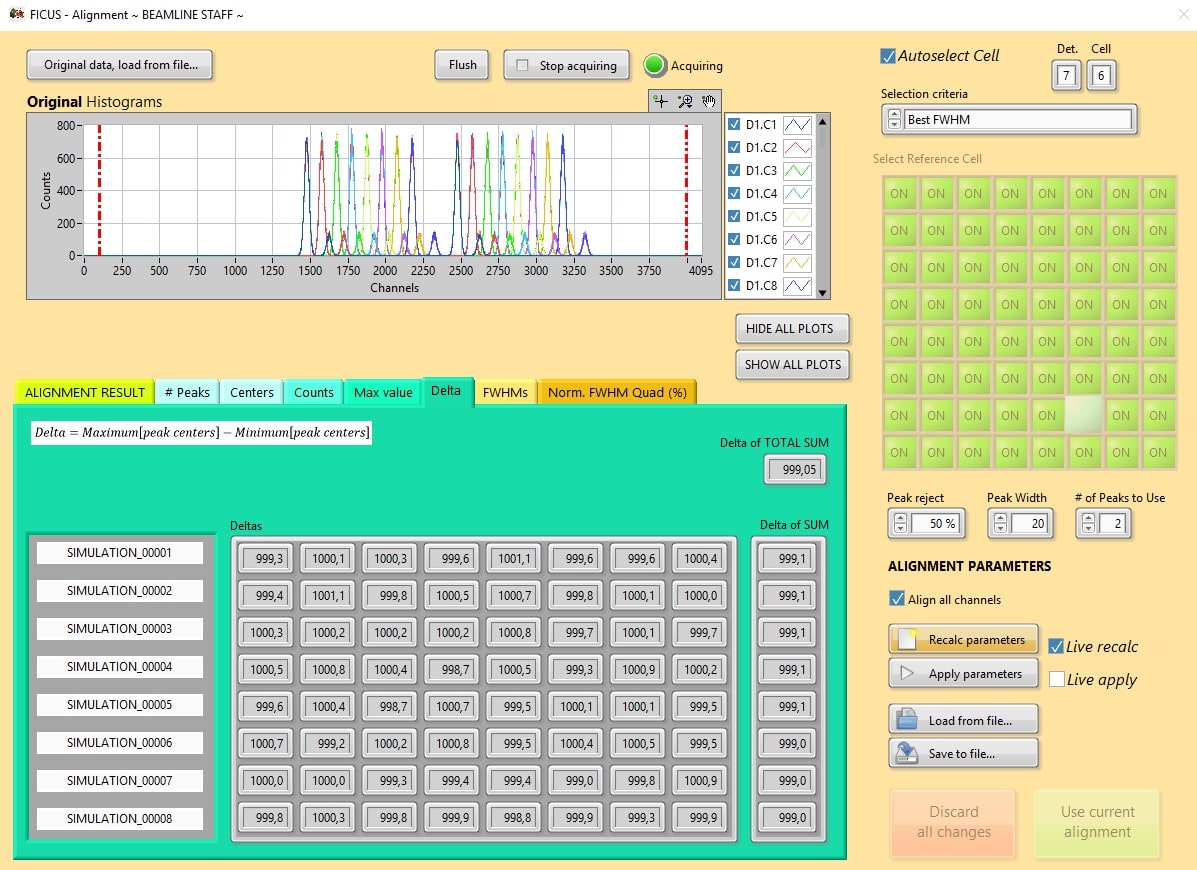 FICUS - Alignment ~ BEAMLINE STAFF ~
Original data, load from file...
Flush
Stop acquiring
Acquiring
Autoselect Cell
Det.
Cell
7
6
Selection criteria
Best FWHM
Original Histograms
Counts
800
600
400
200
0
0 250 500 750 1000 1250 1500 1750 2000 2250 2500 2750 3000 3250 3500 3750 4095
Channels
D1.C1
D1.C2
D1.C3
D1.C4
D1.C5
D1.C6
D1.C7
D1.C8
HIDE ALL PLOTS
SHOW ALL PLOTS
Select Reference Cell
ON ON ON ON ON ON ON ON
ON ON ON ON ON ON ON ON
ON ON ON ON ON ON ON ON
ON ON ON ON ON ON ON ON
ON ON ON ON ON ON ON ON
ON ON ON ON ON ON ON ON
ON ON ON ON ON ON ON
ON ON ON ON ON ON ON ON
ALIGNMENT RESULT # Peaks Centers Counts Max value Delta FWHMs Norm. FWHM Quad (%)
Delta = Maximum[peak centers] − Minimum[peak centers]
Delta of TOTAL SUM
999,05
Deltas
Delta of SUM
SIMULATION_00001 999,3 1000,1 1000,3 999,6 1001,1 999,6 999,6 1000,4 999,1
SIMULATION_00002 999,4 1001,1 999,8 1000,5 1000,7 999,8 1000,1 1000,0 999,1
SIMULATION_00003 1000,3 1000,2 1000,2 1000,2 1000,8 999,7 1000,1 999,7 999,1
SIMULATION_00004 1000,5 1000,8 1000,4 998,7 1000,5 999,3 1000,9 1000,2 999,1
SIMULATION_00005 999,6 1000,4 998,7 1000,7 999,5 1000,1 1000,1 999,5 999,1
SIMULATION_00006 1000,7 999,2 1000,2 1000,8 999,5 1000,4 1000,5 999,5 999,0
SIMULATION_00007 1000,0 1000,0 999,3 999,4 999,4 999,0 999,8 1000,9 999,0
SIMULATION_00008 999,8 1000,3 999,8 999,9 998,8 999,9 999,3 999,9 999,0
Peak reject
50 %
Peak Width
20
# of Peaks to Use
2
ALIGNMENT PARAMETERS
Align all channels
Recalc parameters
Live recalc
Apply parameters
Live apply
Load from file...
Save to file...
Discard
all changes
Use current
alignment